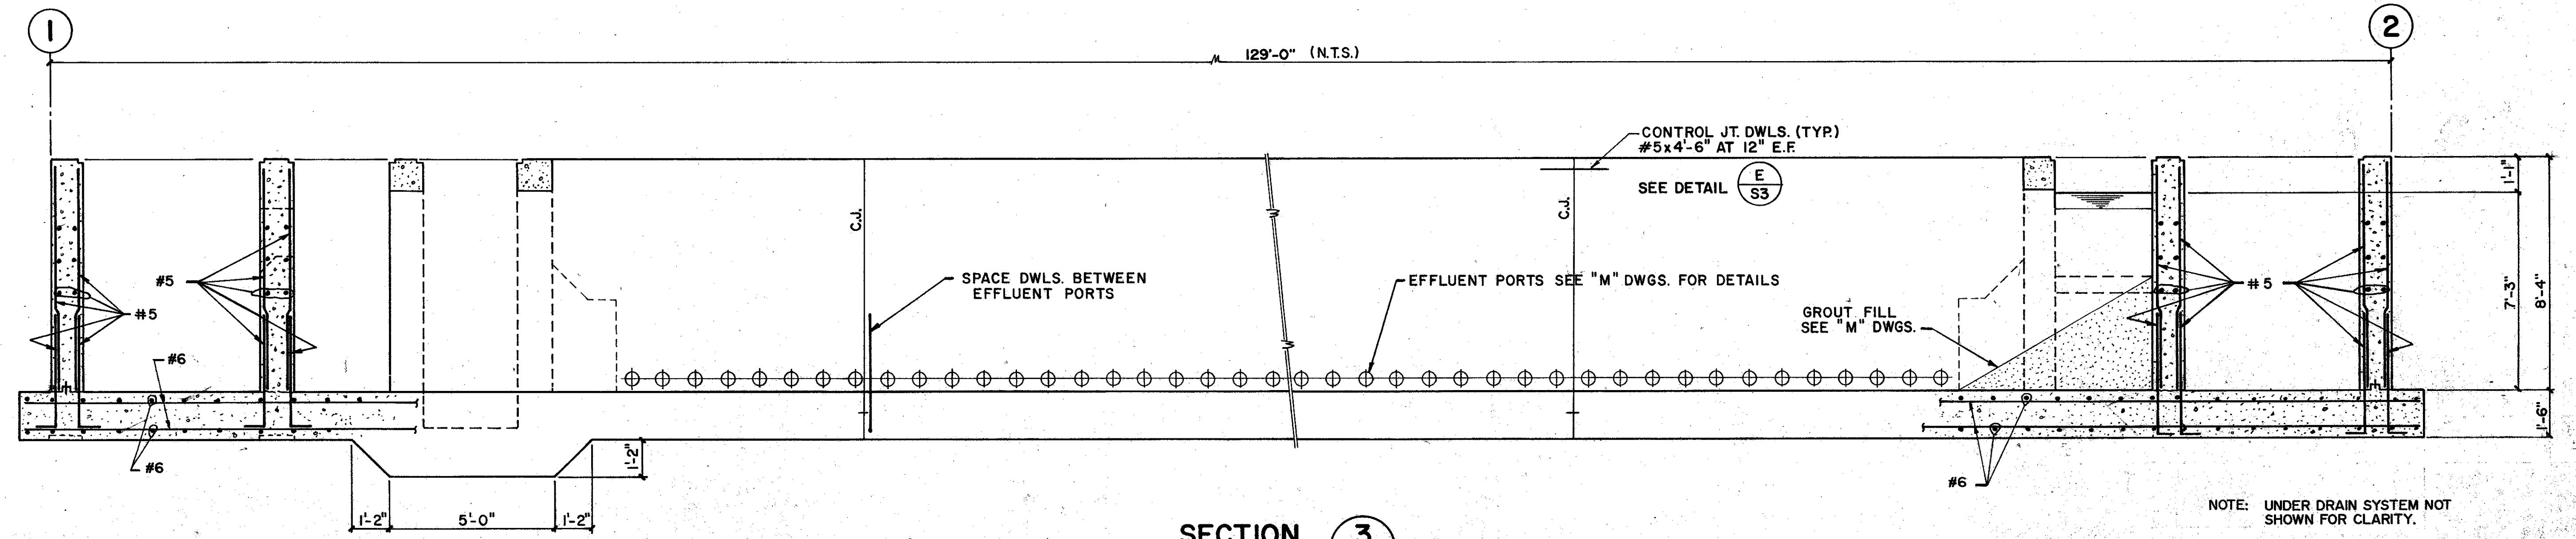 1
2
129'-0" (N.T.S.)
CONTROL JT. DWLS. (TYP.)
#5x4'-6" AT 12" E.F.
SEE DETAIL E
S3
1'-1"
C.J.
C.J.
#5
SPACE DWLS. BETWEEN
EFFLUENT PORTS
EFFLUENT PORTS SEE "M" DWGS. FOR DETAILS
#5
7'-3"
8'-4"
#5
GROUT FILL
SEE "M" DWGS.
#6
1'-6"
#6
1'-2"
#6
1'-2"
5'-0"
1'-2"
NOTE: UNDER DRAIN SYSTEM NOT
SHOWN FOR CLARITY.
SECTION 3